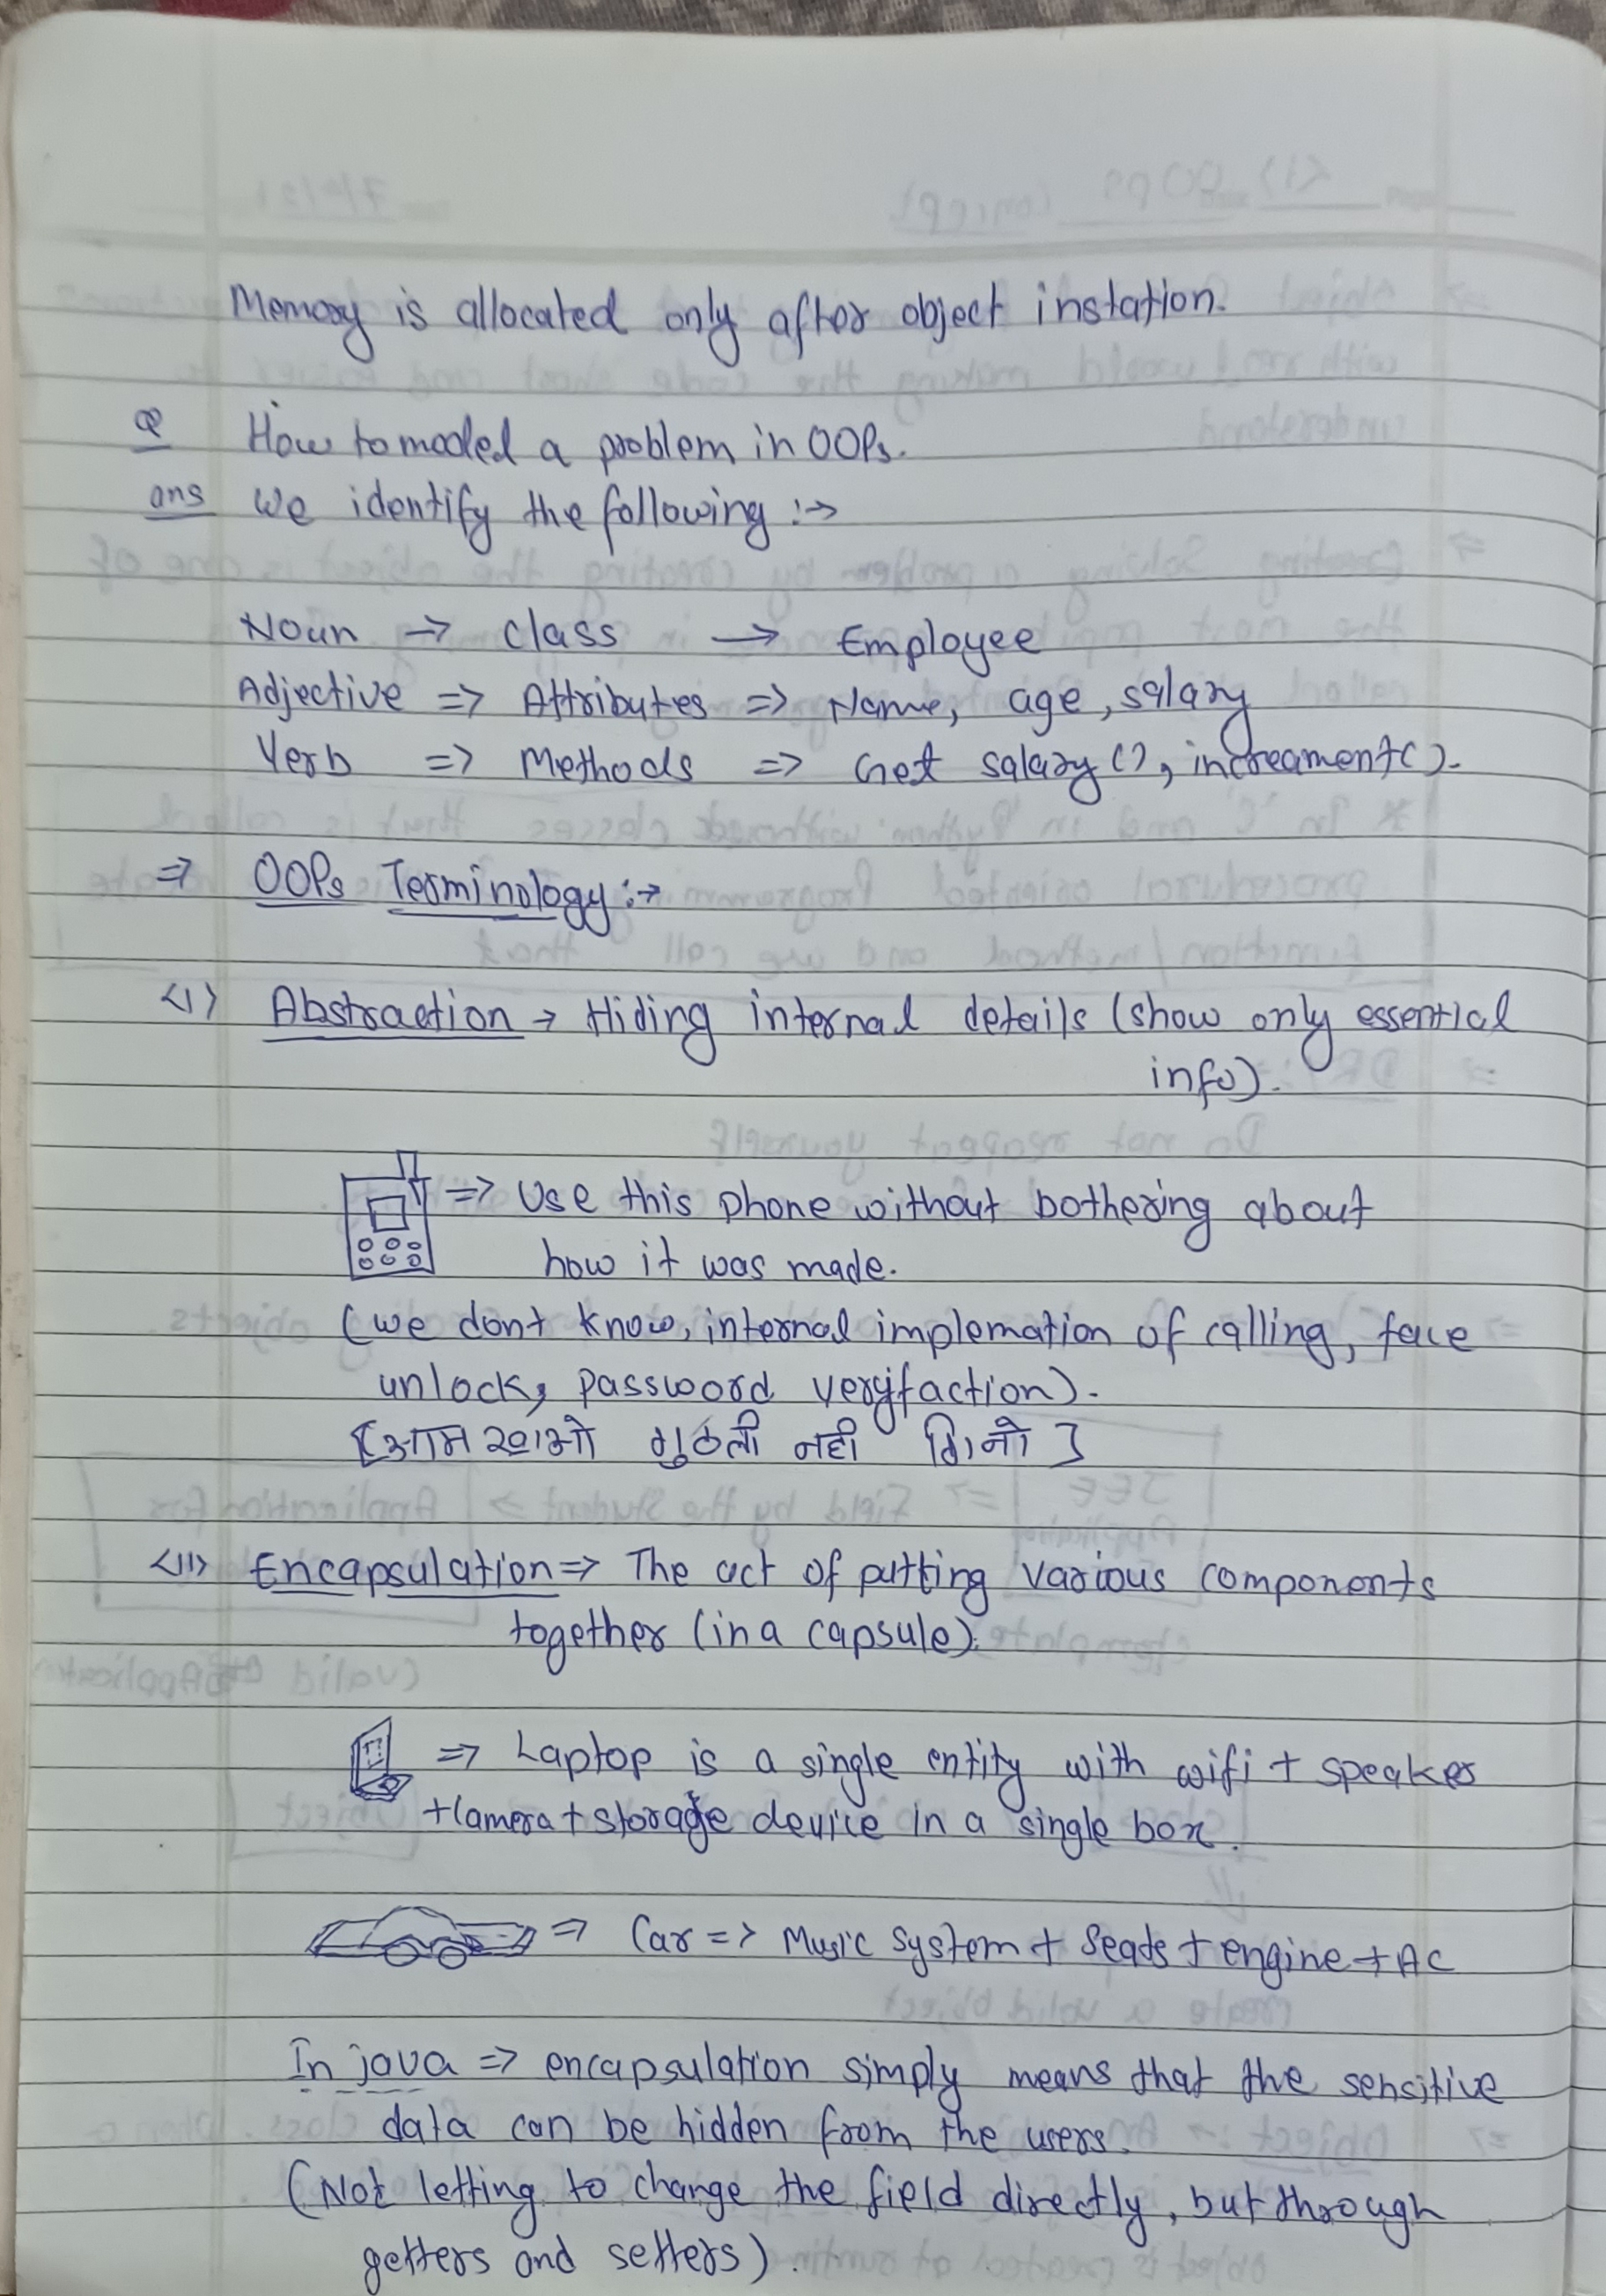 Memory is allocated only after object instation.
Q How to model a problem in OOPs.
ans we identify the following :→
Noun → class → Employee
Adjective => Attributes => Name, age, salary
Verb => Methods => Get salary(), increament().
=> OOPs Terminology :→
<1> Abstraction → Hiding internal details (show only essential
info).
=> Use this phone without bothering about
how it was made.
(we dont know, internal implemation of calling, face
unlock, password veryfaction).
[आम खाओ गुठली नही गिनो]
<11> Encapsulation => The act of putting various components
together (in a capsule).
=> Laptop is a single entity with wifi + speaker
+ Camera + storage device in a single box.
=> Car => Music system + Seads + engine + AC
In java => encapsulation simply means that the sensitive
data can be hidden from the users.
(Not letting to change the field directly, but through
getters and setters).